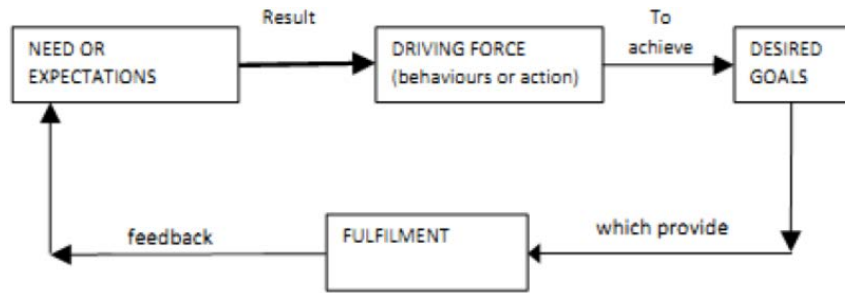 Result
To
achieve
NEED OR
EXPECTATIONS
DRIVING FORCE
(behaviours or action)
DESIRED
GOALS
feedback
FULFILMENT
which provide